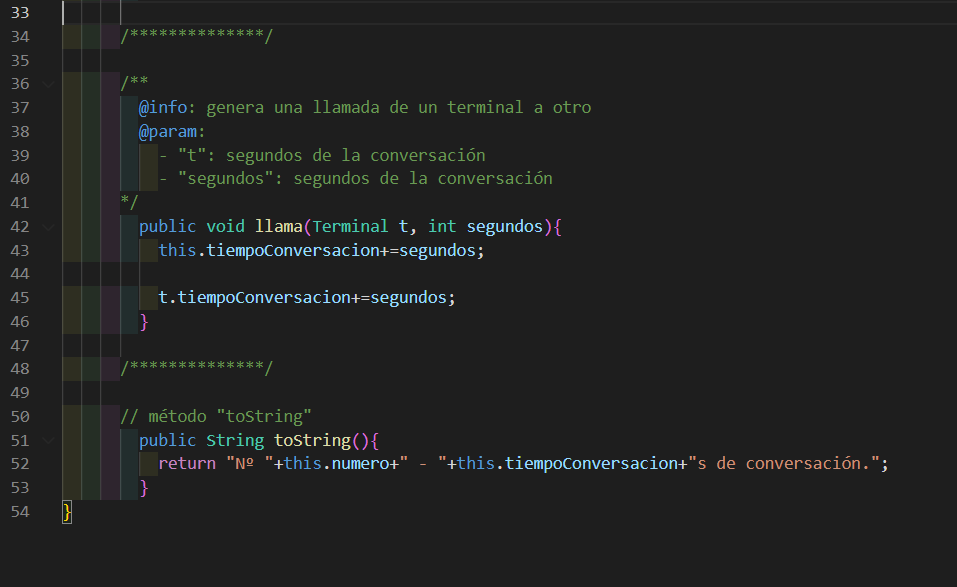 33
34 /**************/
35
36 /**
37 @info: genera una llamada de un terminal a otro
38 @param:
39 - "t": segundos de la conversación
40 - "segundos": segundos de la conversación
41 */
42 public void llama(Terminal t, int segundos){
43 this.tiempoConversacion+=segundos;
44
45 t.tiempoConversacion+=segundos;
46 }
47
48 /**************/
49
50 // método "toString"
51 public String toString(){
52 return "Nº "+this.numero+" - "+this.tiempoConversacion+"s de conversación.";
53 }
54 }